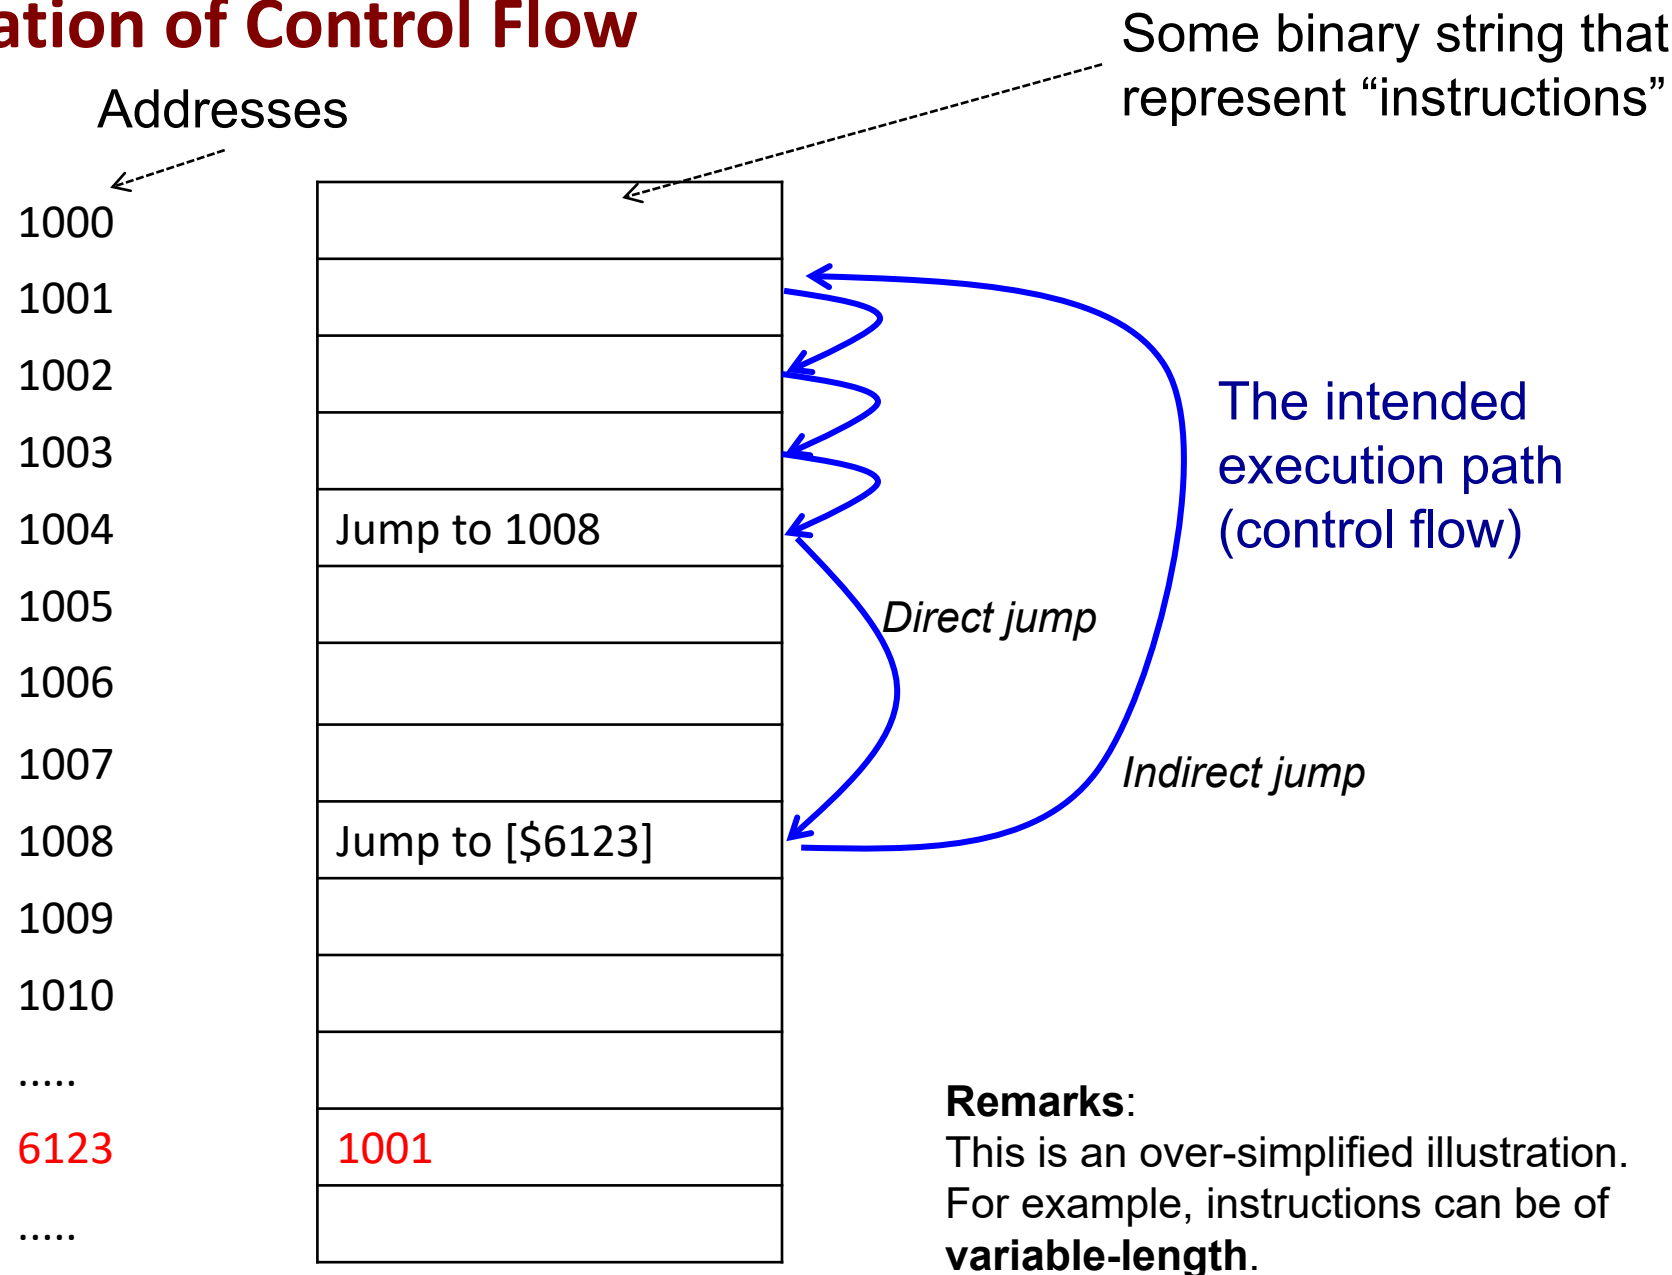 ation of Control Flow
Some binary string that
represent “instructions”
Addresses
1000
1001
1002
1003
1004 Jump to 1008
1005
1006
1007
1008 Jump to [$6123]
1009
1010
.....
6123 1001
.....
The intended
execution path
(control flow)
Direct jump
Indirect jump
Remarks:
This is an over-simplified illustration.
For example, instructions can be of
variable-length.